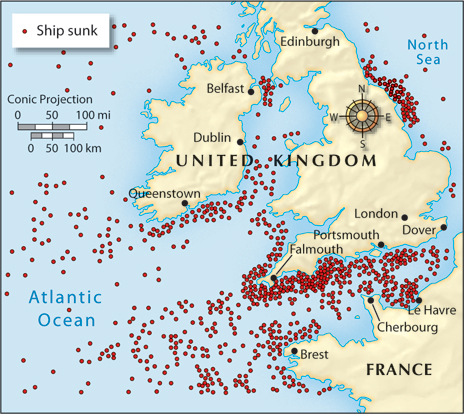 Ship sunk
Edinburgh
North
Sea
Belfast
Conic Projection
0 50 100 mi
0 50 100 km
N
W E
S
Dublin
UNITED KINGDOM
Queenstown
London
Portsmouth
Dover
Falmouth
Atlantic
Ocean
Le Havre
Cherbourg
Brest
FRANCE